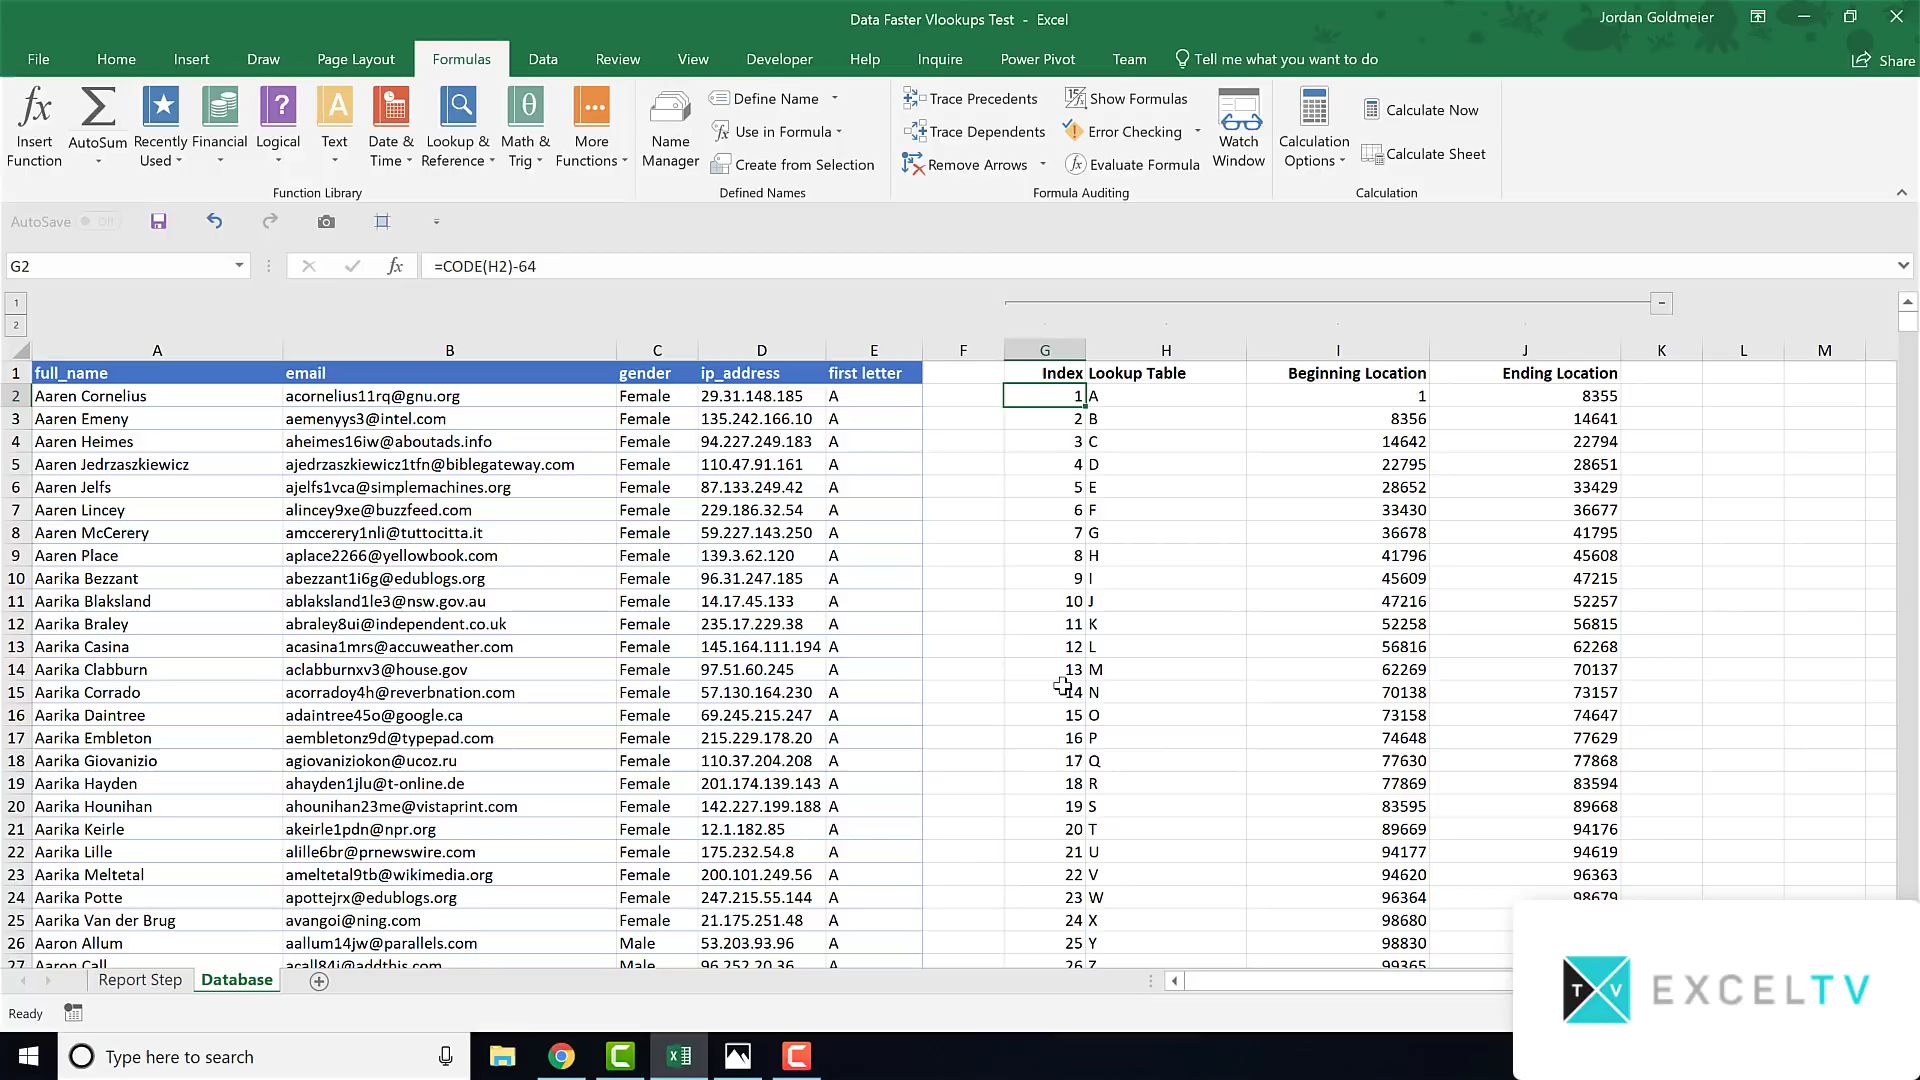 Data Faster Vlookups Test - Excel
Jordan Goldmeier
File Home Insert Draw Page Layout Formulas Data Review View Developer Help Inquire Power Pivot Team Tell me what you want to do Share
Insert Function
AutoSum
Recently Used
Financial
Logical
Text
Date & Time
Lookup & Reference
Math & Trig
More Functions
Function Library
Name Manager
Define Name
Use in Formula
Create from Selection
Defined Names
Trace Precedents
Trace Dependents
Remove Arrows
Show Formulas
Error Checking
Evaluate Formula
Watch Window
Formula Auditing
Calculation Options
Calculate Now
Calculate Sheet
Calculation
AutoSave Off
G2 fx =CODE(H2)-64
1
2
A B C D E F G H I J K L M
1 full_name email gender ip_address first letter Index Lookup Table Beginning Location Ending Location
2 Aaren Cornelius acornelius11rq@gnu.org Female 29.31.148.185 A 1 A 1 8355
3 Aaren Emeny aemenyys3@intel.com Female 135.242.166.10 A 2 B 8356 14641
4 Aaren Heimes aheimes16iw@aboutads.info Female 94.227.249.183 A 3 C 14642 22794
5 Aaren Jedrzaszkiewicz ajedrzaszkiewicz1tfn@biblegateway.com Female 110.47.91.161 A 4 D 22795 28651
6 Aaren Jelfs ajelfs1vca@simplemachines.org Female 87.133.249.42 A 5 E 28652 33429
7 Aaren Lincey alincey9xe@buzzfeed.com Female 229.186.32.54 A 6 F 33430 36677
8 Aaren McCerery amccerery1nli@tuttocitta.it Female 59.227.143.250 A 7 G 36678 41795
9 Aaren Place aplace2266@yellowbook.com Female 139.3.62.120 A 8 H 41796 45608
10 Aarika Bezzant abezzant1i6g@edublogs.org Female 96.31.247.185 A 9 I 45609 47215
11 Aarika Blaksland ablaksland1le3@nsw.gov.au Female 14.17.45.133 A 10 J 47216 52257
12 Aarika Braley abraley8ui@independent.co.uk Female 235.17.229.38 A 11 K 52258 56815
13 Aarika Casina acasina1mrs@accuweather.com Female 145.164.111.194 A 12 L 56816 62268
14 Aarika Clabburn aclabburnxv3@house.gov Female 97.51.60.245 A 13 M 62269 70137
15 Aarika Corrado acorradoy4h@reverbnation.com Female 57.130.164.230 A 14 N 70138 73157
16 Aarika Daintree adaintree45o@google.ca Female 69.245.215.247 A 15 O 73158 74647
17 Aarika Embleton aembletonz9d@typepad.com Female 215.229.178.20 A 16 P 74648 77629
18 Aarika Giovanizio agiovaniziokon@ucoz.ru Female 110.37.204.208 A 17 Q 77630 77868
19 Aarika Hayden ahayden1jlu@t-online.de Female 201.174.139.143 A 18 R 77869 83594
20 Aarika Hounihan ahounihan23me@vistaprint.com Female 142.227.199.188 A 19 S 83595 89668
21 Aarika Keirle akeirle1pdn@npr.org Female 12.1.182.85 A 20 T 89669 94176
22 Aarika Lille alille6br@prnewswire.com Female 175.232.54.8 A 21 U 94177 94619
23 Aarika Meltetal ameltetal9tb@wikimedia.org Female 200.101.249.56 A 22 V 94620 96363
24 Aarika Potte apottejrx@edublogs.org Female 247.215.55.144 A 23 W 96364 98679
25 Aarika Van der Brug avangoi@ning.com Female 21.175.251.48 A 24 X 98680
26 Aaron Allum aallum14jw@parallels.com Male 53.203.93.96 A 25 Y 98830
27 Aaron Call acall84i@addthis.com Male 96.252.20.36 A 26 Z 99365
Report Step Database
Ready
TV EXCELTV
Type here to search